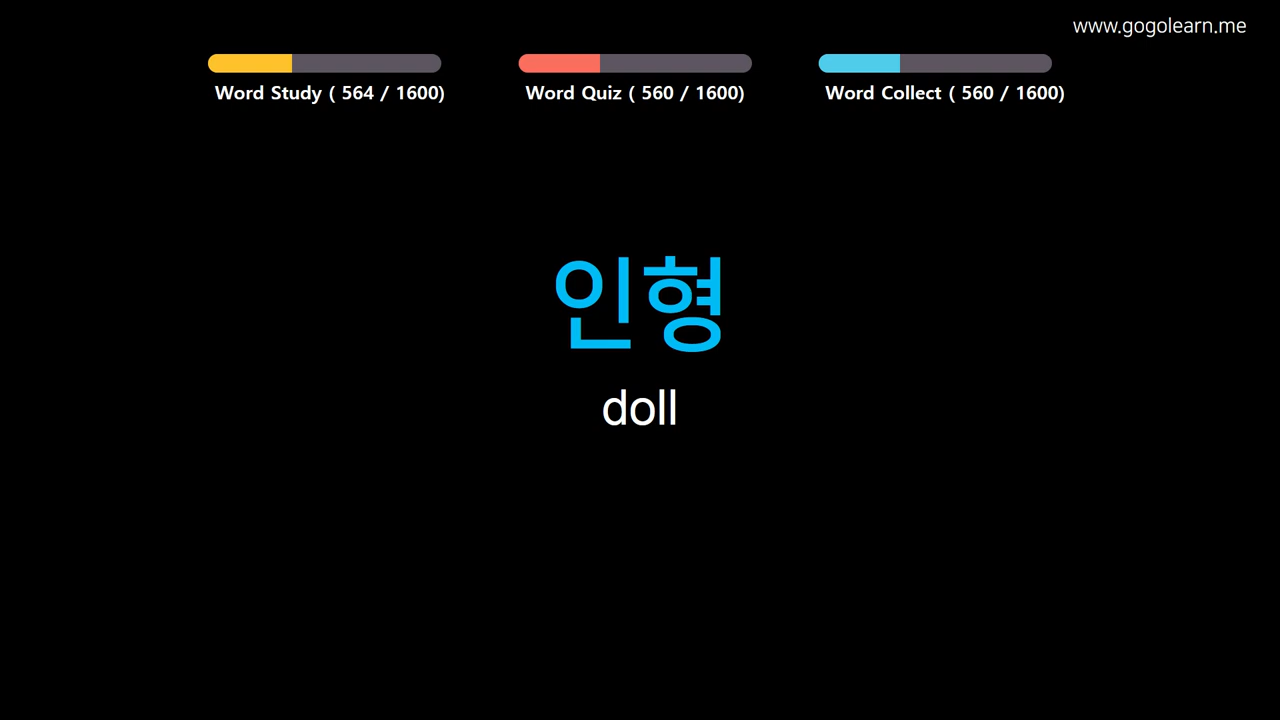 www.gogolearn.me
Word Study ( 564 / 1600)
Word Quiz ( 560 / 1600)
Word Collect ( 560 / 1600)
인형
doll